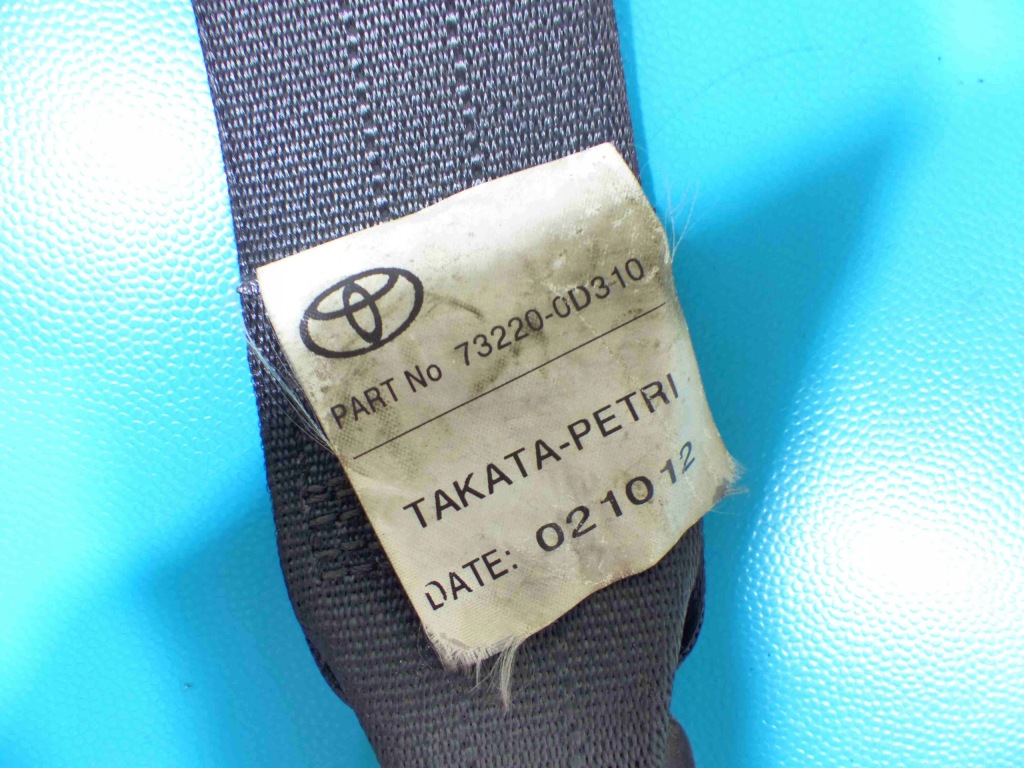 PART No 73220-0D310
TAKATA-PETRI
DATE: 021012